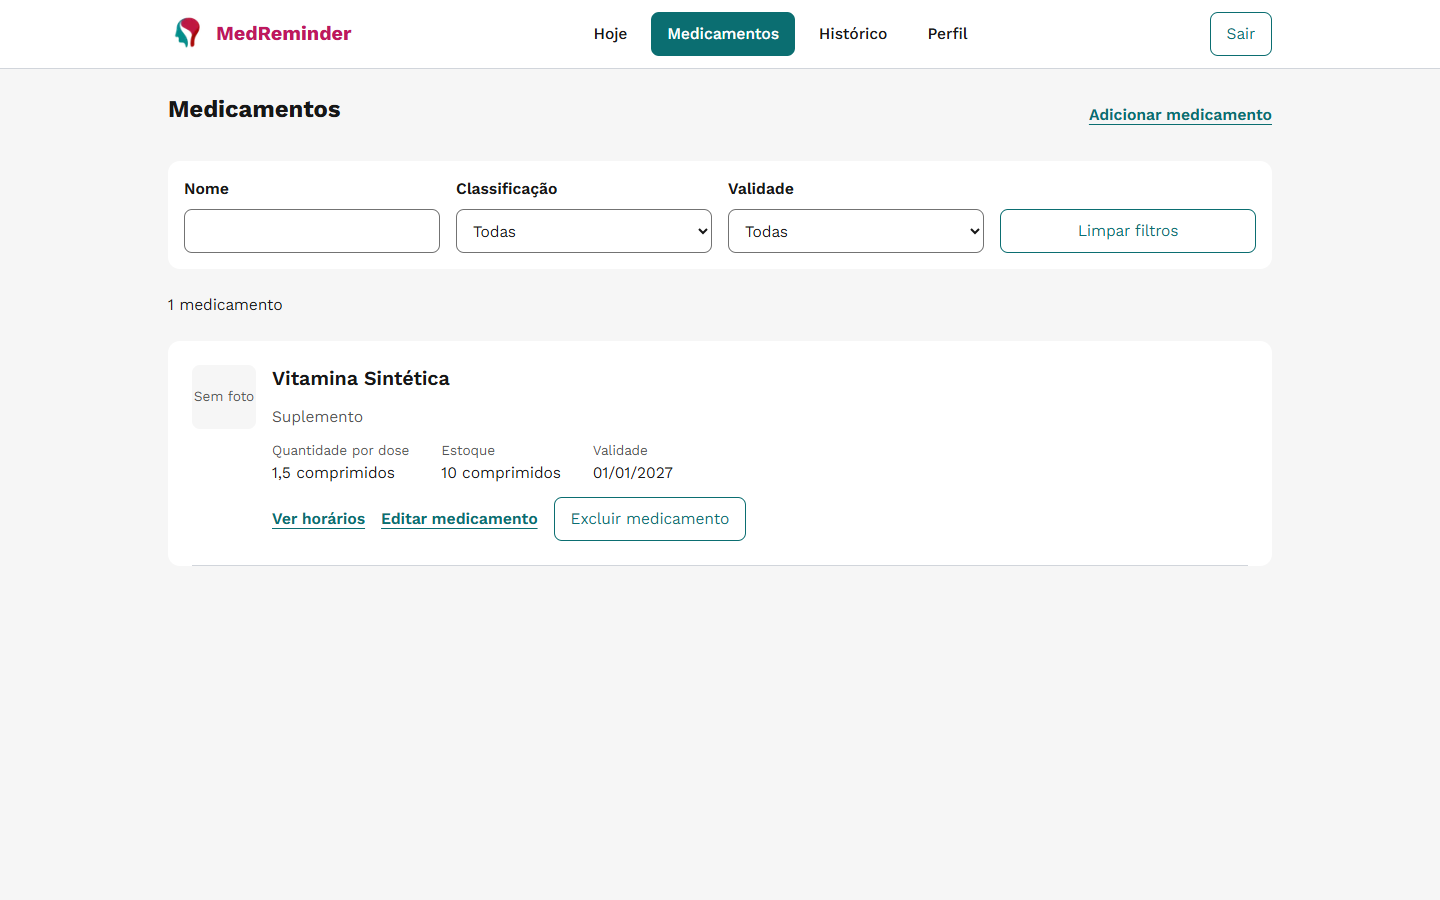 MedReminder
Hoje
Medicamentos
Histórico
Perfil
Sair
Medicamentos
Adicionar medicamento
Nome
Classificação
Validade
Todas
Todas
Limpar filtros
1 medicamento
Sem foto
Vitamina Sintética
Suplemento
Quantidade por dose
Estoque
Validade
1,5 comprimidos
10 comprimidos
01/01/2027
Ver horários
Editar medicamento
Excluir medicamento